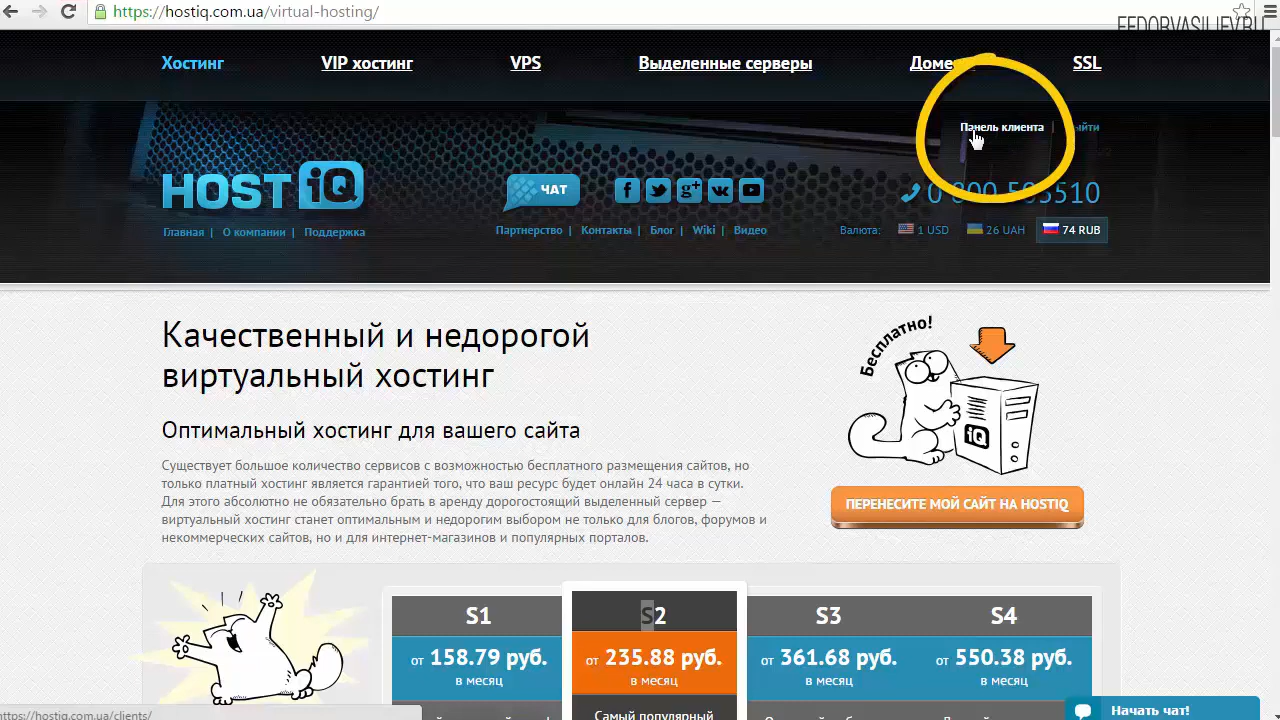 https://hostiq.com.ua/virtual-hosting/
FEDORVASILIEV.RU
Хостинг VIP хостинг VPS Выделенные серверы SSL
Панель клиента
HOST iQ
ЧАТ
Главная | О компании | Поддержка
Партнерство | Контакты | Блог | Wiki | Видео
Валюта: 1 USD 26 UAH 74 RUB
Качественный и недорогой
виртуальный хостинг
Бесплатно!
iQ
Оптимальный хостинг для вашего сайта
Существует большое количество сервисов с возможностью бесплатного размещения сайтов, но
только платный хостинг является гарантией того, что ваш ресурс будет онлайн 24 часа в сутки.
Для этого абсолютно не обязательно брать в аренду дорогостоящий выделенный сервер —
виртуальный хостинг станет оптимальным и недорогим выбором не только для блогов, форумов и
некоммерческих сайтов, но и для интернет-магазинов и популярных порталов.
ПЕРЕНЕСИТЕ МОЙ САЙТ НА HOSTIQ
S1 S2 S3 S4
от 158.79 руб. от 235.88 руб. от 361.68 руб. от 550.38 руб.
в месяц в месяц в месяц в месяц
Самый популярный
Начать чат!
https://hostiq.com.ua/clients/